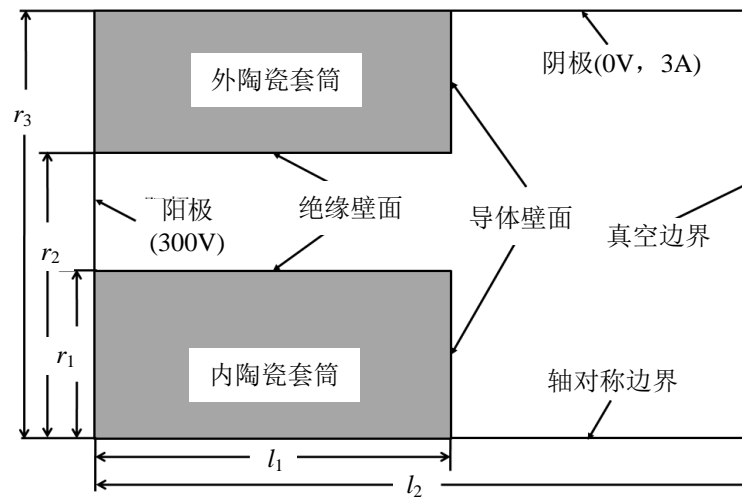 外陶瓷套筒
阴极(0V，3A)
r3
阳极
(300V)
绝缘壁面
导体壁面
真空边界
r2
r1
内陶瓷套筒
轴对称边界
l1
l2